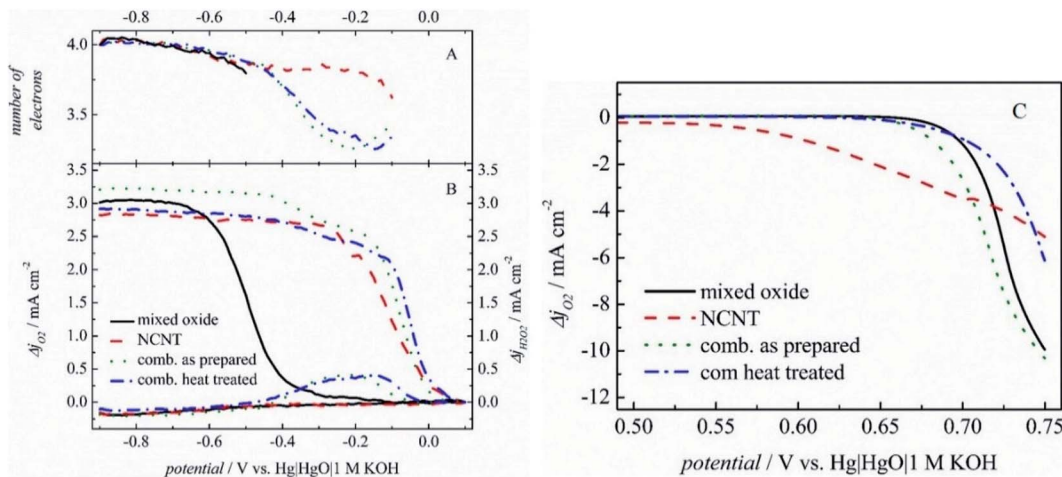 -0.8 -0.6 -0.4 -0.2 0.0
4.0
3.5
number of
electrons
A
3.5
3.0
2.5
2.0
1.5
1.0
0.5
0.0
Δj O2 / mA cm-2
B
mixed oxide
NCNT
comb. as prepared
comb. heat treated
3.5
3.0
2.5
2.0
1.5
1.0
0.5
0.0
Δj H2O2 / mA cm-2
-0.8 -0.6 -0.4 -0.2 0.0
potential / V vs. Hg|HgO|1 M KOH
0
-2
-4
-6
-8
-10
-12
Δj O2 / mA cm-2
C
mixed oxide
NCNT
comb. as prepared
com heat treated
0.50 0.55 0.60 0.65 0.70 0.75
potential / V vs. Hg|HgO|1 M KOH